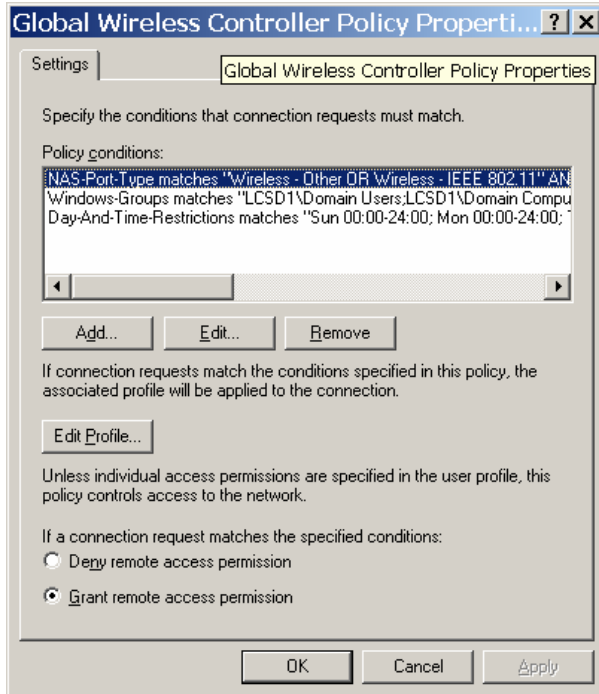 Global Wireless Controller Policy Properti...
Settings
Global Wireless Controller Policy Properties
Specify the conditions that connection requests must match.
Policy conditions:
NAS-Port-Type matches "Wireless - Other OR Wireless - IEEE 802.11" AN
Windows-Groups matches "LCSD1\Domain Users;LCSD1\Domain Compu
Day-And-Time-Restrictions matches "Sun 00:00-24:00; Mon 00:00-24:00; T
Add... Edit... Remove
If connection requests match the conditions specified in this policy, the
associated profile will be applied to the connection.
Edit Profile...
Unless individual access permissions are specified in the user profile, this
policy controls access to the network.
If a connection request matches the specified conditions:
Deny remote access permission
Grant remote access permission
OK Cancel Apply